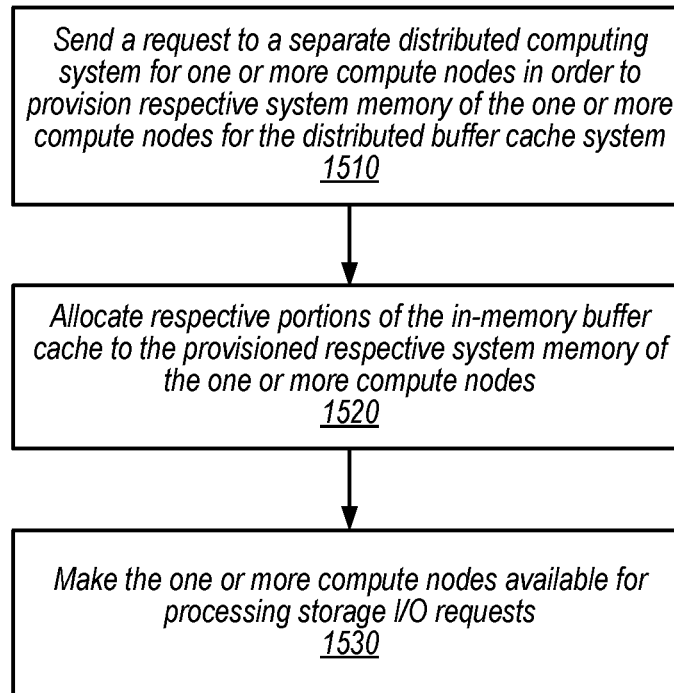 Send a request to a separate distributed computing
system for one or more compute nodes in order to
provision respective system memory of the one or more
compute nodes for the distributed buffer cache system
1510
Allocate respective portions of the in-memory buffer
cache to the provisioned respective system memory of
the one or more compute nodes
1520
Make the one or more compute nodes available for
processing storage I/O requests
1530